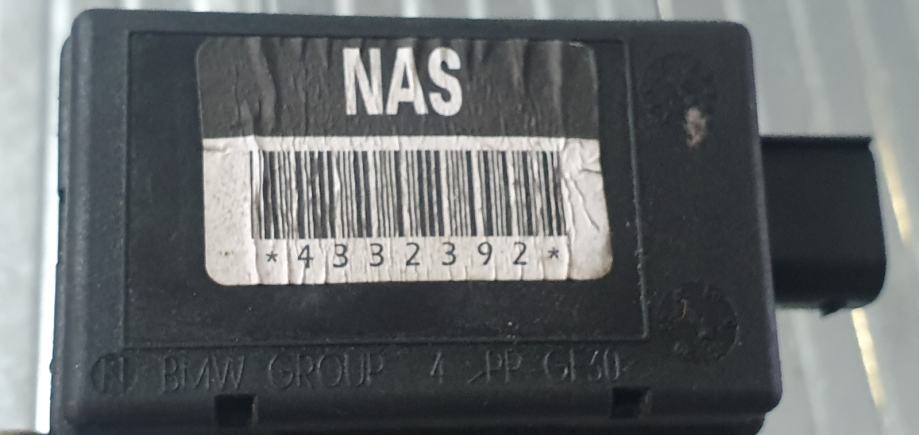 NAS
*4332392*
BMW GROUP 4 >PP GF30<